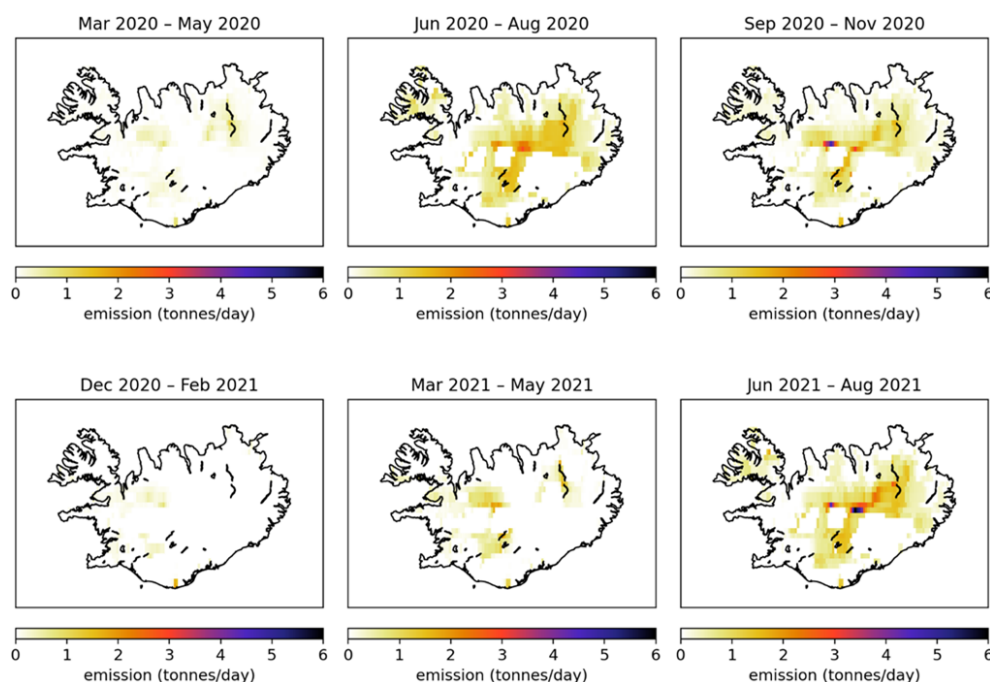 Mar 2020 – May 2020
Jun 2020 – Aug 2020
Sep 2020 – Nov 2020
0 1 2 3 4 5 6
0 1 2 3 4 5 6
0 1 2 3 4 5 6
emission (tonnes/day)
emission (tonnes/day)
emission (tonnes/day)
Dec 2020 – Feb 2021
Mar 2021 – May 2021
Jun 2021 – Aug 2021
0 1 2 3 4 5 6
0 1 2 3 4 5 6
0 1 2 3 4 5 6
emission (tonnes/day)
emission (tonnes/day)
emission (tonnes/day)